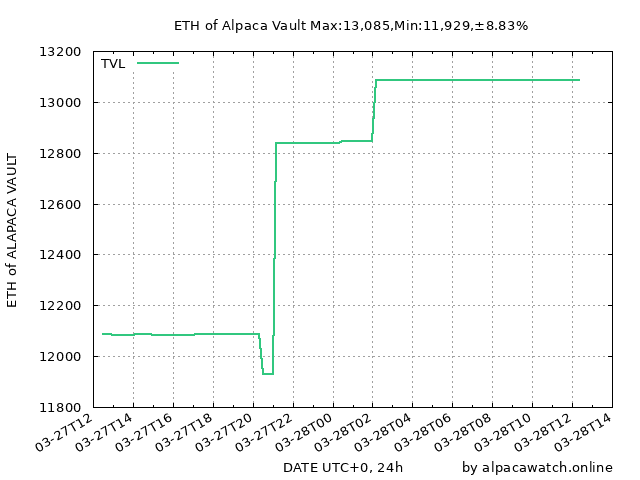 ETH of Alpaca Vault Max:13,085,Min:11,929,±8.83%
TVL
ETH of ALAPACA VAULT
13200
13000
12800
12600
12400
12200
12000
11800
03-27T12
03-27T14
03-27T16
03-27T18
03-27T20
03-27T22
03-28T00
03-28T02
03-28T04
03-28T06
03-28T08
03-28T10
03-28T12
03-28T14
DATE UTC+0, 24h
by alpacawatch.online